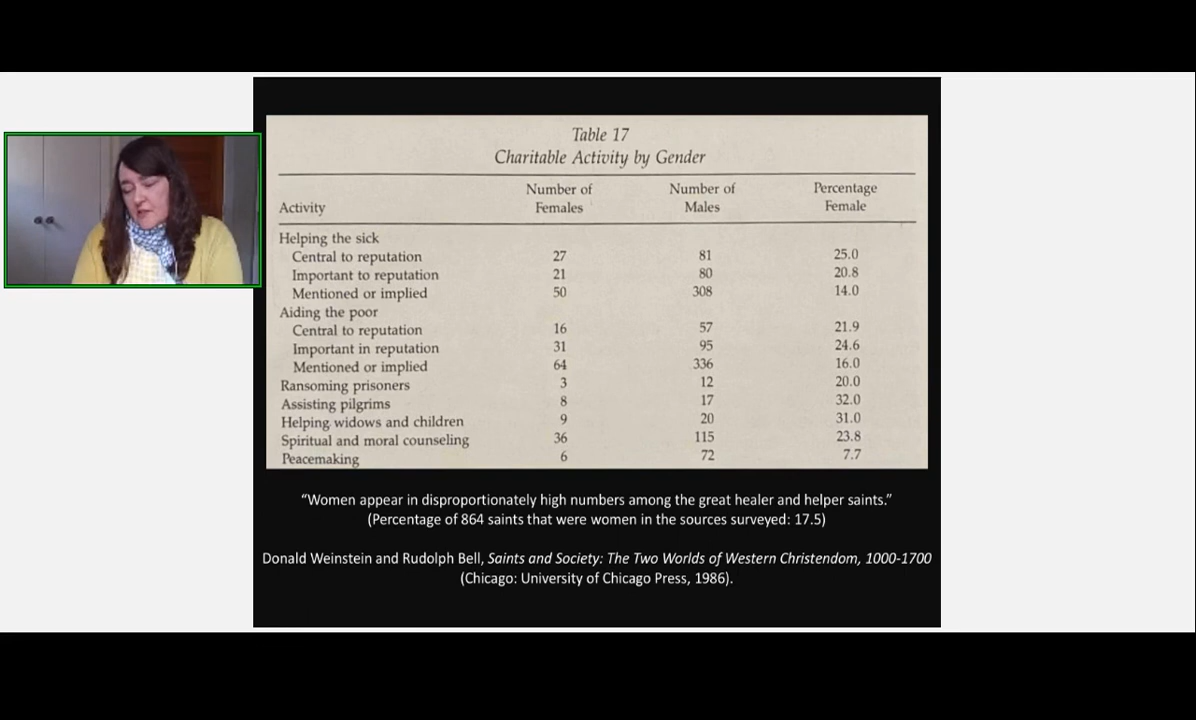 Table 17
Charitable Activity by Gender
Activity Number of Females Number of Males Percentage Female
Helping the sick
Central to reputation 27 81 25.0
Important to reputation 21 80 20.8
Mentioned or implied 50 308 14.0
Aiding the poor
Central to reputation 16 57 21.9
Important in reputation 31 95 24.6
Mentioned or implied 64 336 16.0
Ransoming prisoners 3 12 20.0
Assisting pilgrims 8 17 32.0
Helping widows and children 9 20 31.0
Spiritual and moral counseling 36 115 23.8
Peacemaking 6 72 7.7
“Women appear in disproportionately high numbers among the great healer and helper saints.”
(Percentage of 864 saints that were women in the sources surveyed: 17.5)
Donald Weinstein and Rudolph Bell, Saints and Society: The Two Worlds of Western Christendom, 1000-1700
(Chicago: University of Chicago Press, 1986).